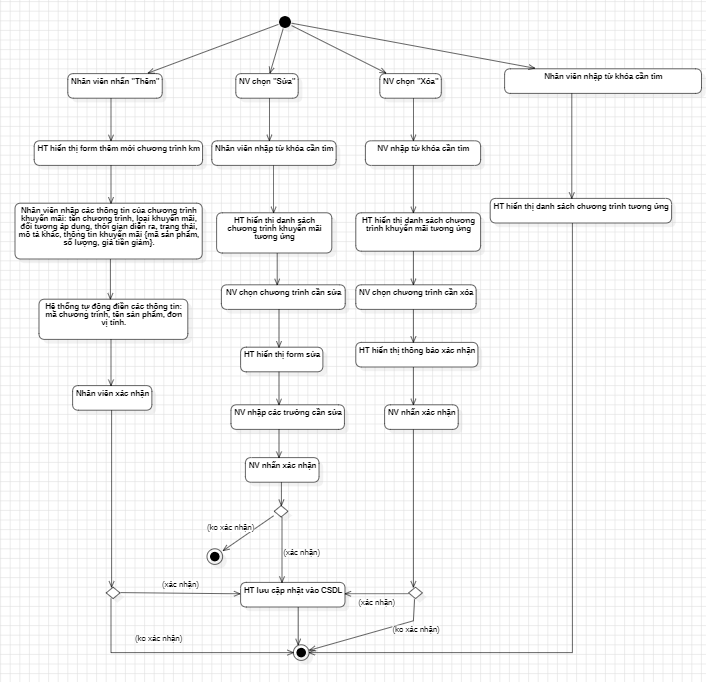 Nhân viên nhấn "Thêm"
NV chọn "Sửa"
NV chọn "Xóa"
Nhân viên nhập từ khóa cần tìm
HT hiển thị form thêm mới chương trình km
Nhân viên nhập từ khóa cần tìm
NV nhập từ khóa cần tìm
HT hiển thị danh sách chương trình tương ứng
Nhân viên nhập các thông tin của chương trình
khuyến mãi: tên chương trình, loại khuyến mãi,
đối tượng áp dụng, thời gian diễn ra, trạng thái,
mô tả khác, thông tin khuyến mãi {mã sản phẩm,
số lượng, giá tiền giảm}.
HT hiển thị danh sách
chương trình khuyến mãi
tương ứng
HT hiển thị danh sách chương
trình khuyến mãi tương ứng
Hệ thống tự động điền các thông tin:
mã chương trình, tên sản phẩm, đơn
vị tính.
NV chọn chương trình cần sửa
NV chọn chương trình cần xóa
HT hiển thị form sửa
HT hiển thị thông báo xác nhận
Nhân viên xác nhận
NV nhập các trường cần sửa
NV nhấn xác nhận
NV nhấn xác nhận
(ko xác nhận)
(xác nhận)
(xác nhận)
HT lưu cập nhật vào CSDL
(xác nhận)
(ko xác nhận)
(ko xác nhận)